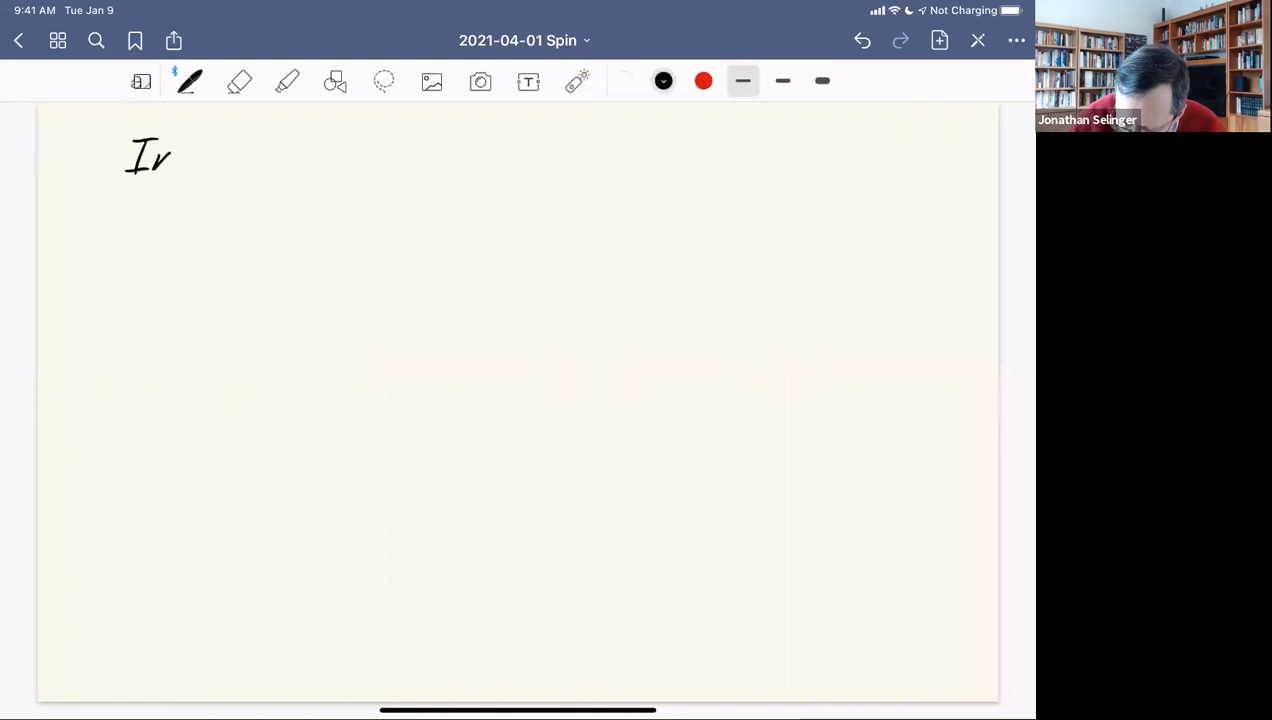 9:41 AM Tue Jan 9
Not Charging
2021-04-01 Spin
T
Jonathan Selinger
Ir